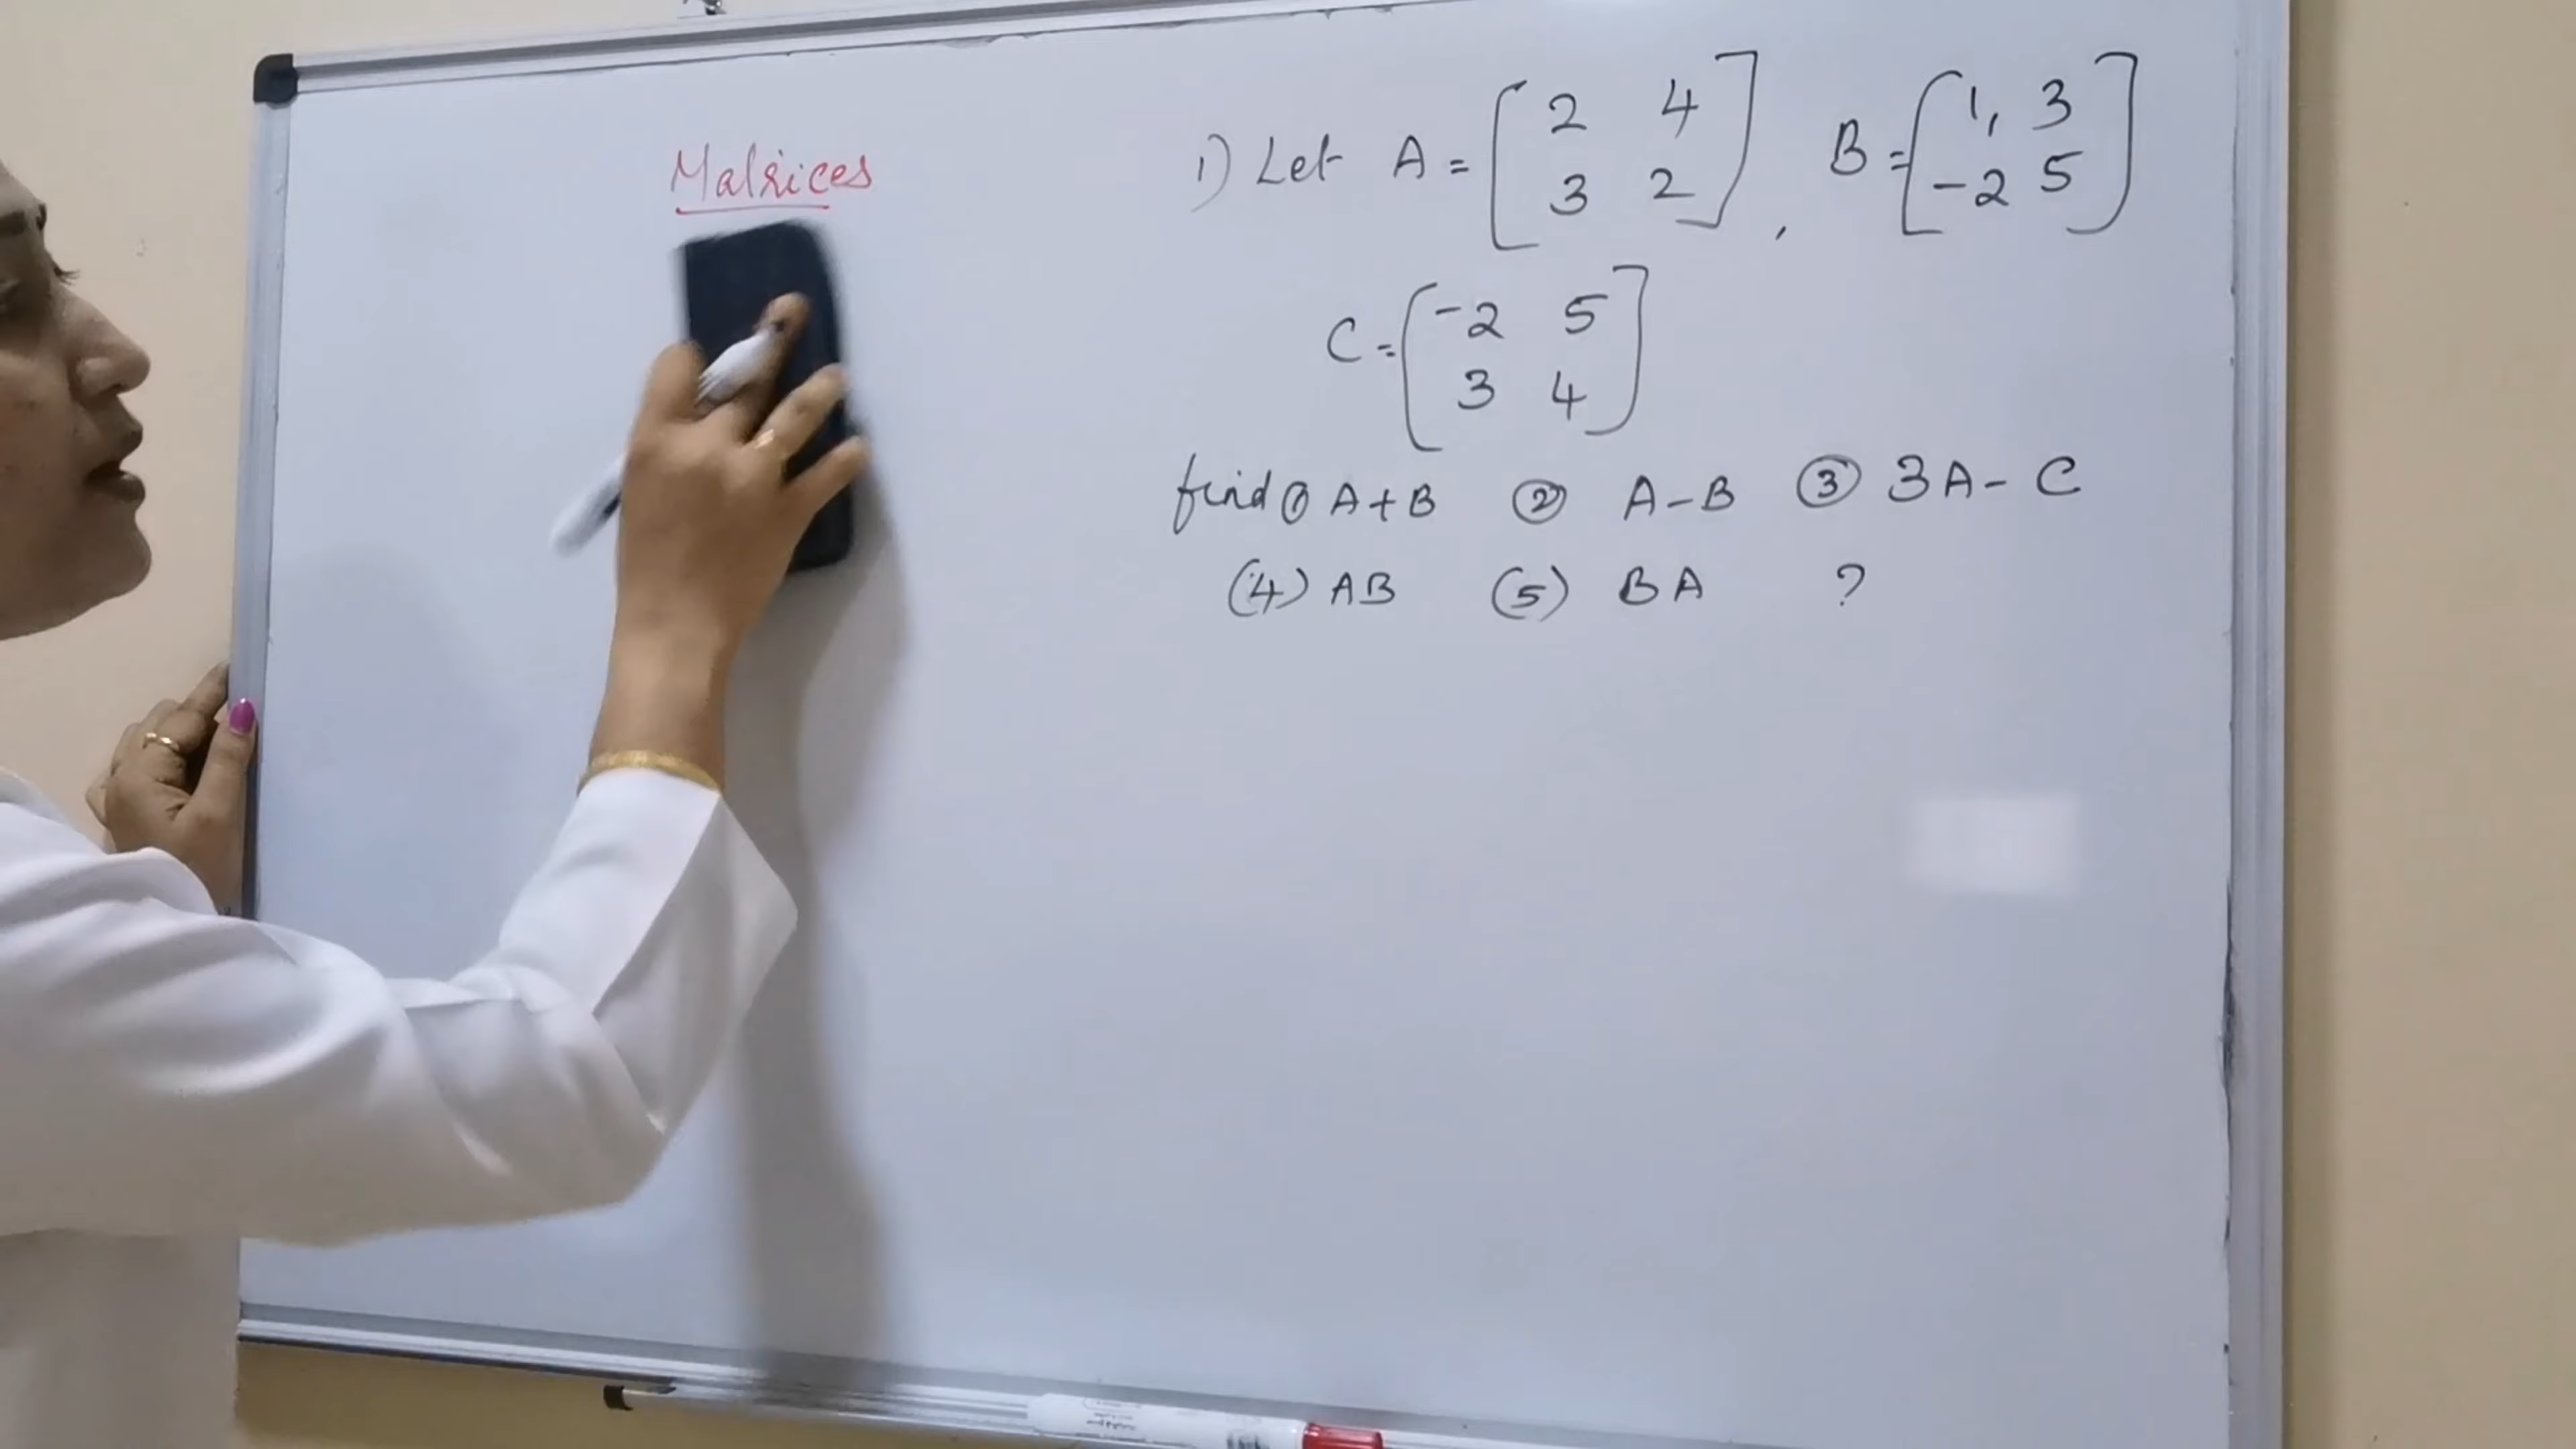 Matrices
1) Let A = [ 2 4
3 2 ] , B = [ 1, 3
-2 5 ]
C = [ -2 5
3 4 ]
find ① A + B ② A - B ③ 3A - C
(4) AB (5) BA ?